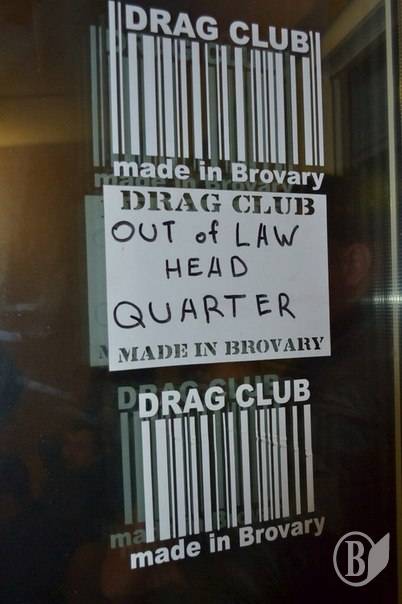 DRAG CLUB
made in Brovary
DRAG CLUB
OUT of LAW
HEAD
QUARTER
MADE IN BROVARY
DRAG CLUB
made in Brovary
B